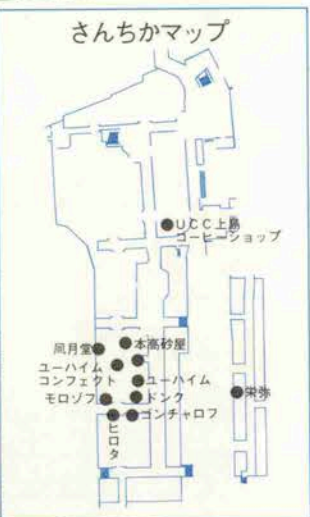 さんちかマップ
UCC上島
コーヒーショップ
風月堂
本高砂屋
ユーハイム
コンフェクト
ユーハイム
モロゾフ
ドンク
ゴンチャロフ
ヒロタ
栄弥